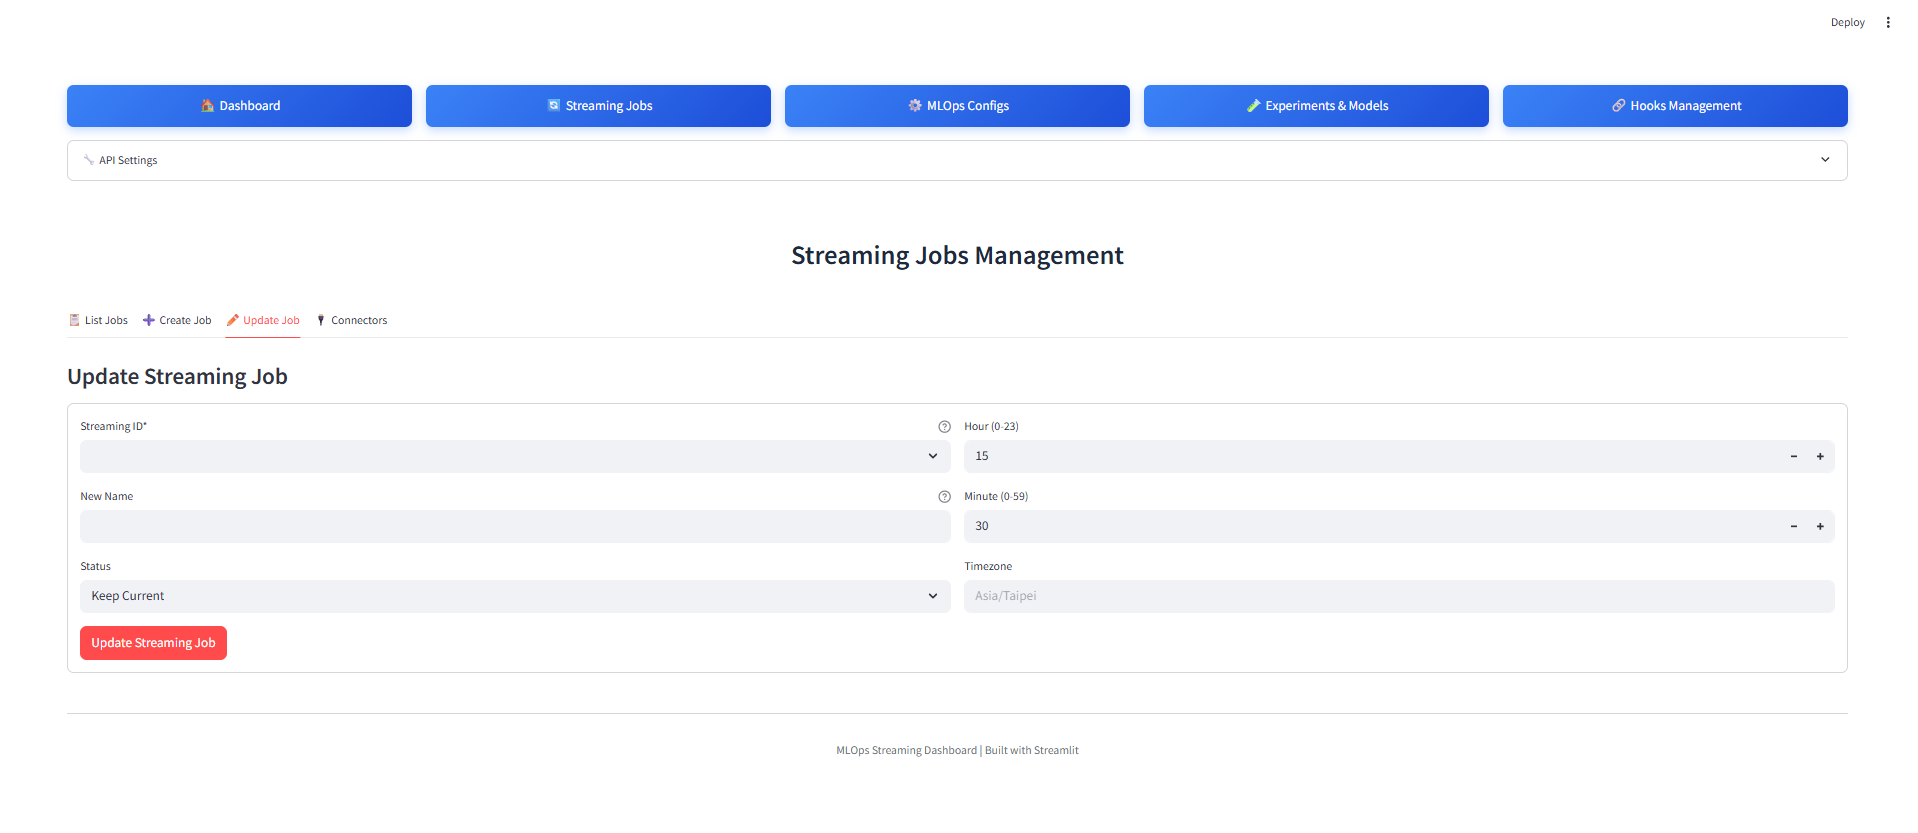 Deploy
Dashboard
Streaming Jobs
MLOps Configs
Experiments & Models
Hooks Management
API Settings
Streaming Jobs Management
List Jobs
Create Job
Update Job
Connectors
Update Streaming Job
Streaming ID*
Hour (0-23)
15
New Name
Minute (0-59)
30
Status
Timezone
Keep Current
Asia/Taipei
Update Streaming Job
MLOps Streaming Dashboard | Built with Streamlit